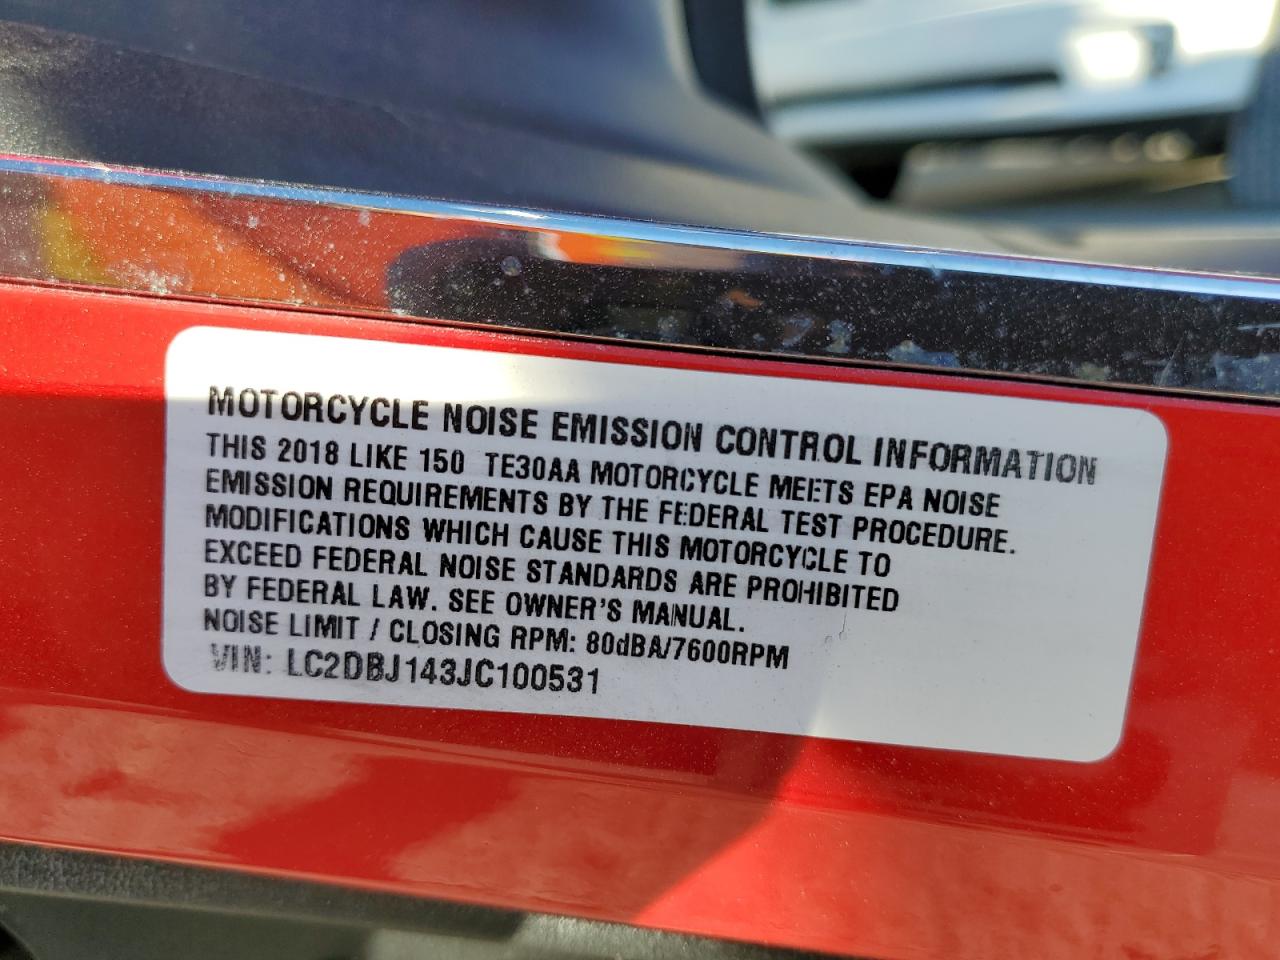 MOTORCYCLE NOISE EMISSION CONTROL INFORMATION
THIS 2018 LIKE 150 TE30AA MOTORCYCLE MEETS EPA NOISE
EMISSION REQUIREMENTS BY THE FEDERAL TEST PROCEDURE.
MODIFICATIONS WHICH CAUSE THIS MOTORCYCLE TO
EXCEED FEDERAL NOISE STANDARDS ARE PROHIBITED
BY FEDERAL LAW. SEE OWNER'S MANUAL.
NOISE LIMIT / CLOSING RPM: 80dBA/7600RPM
VIN: LC2DBJ143JC100531